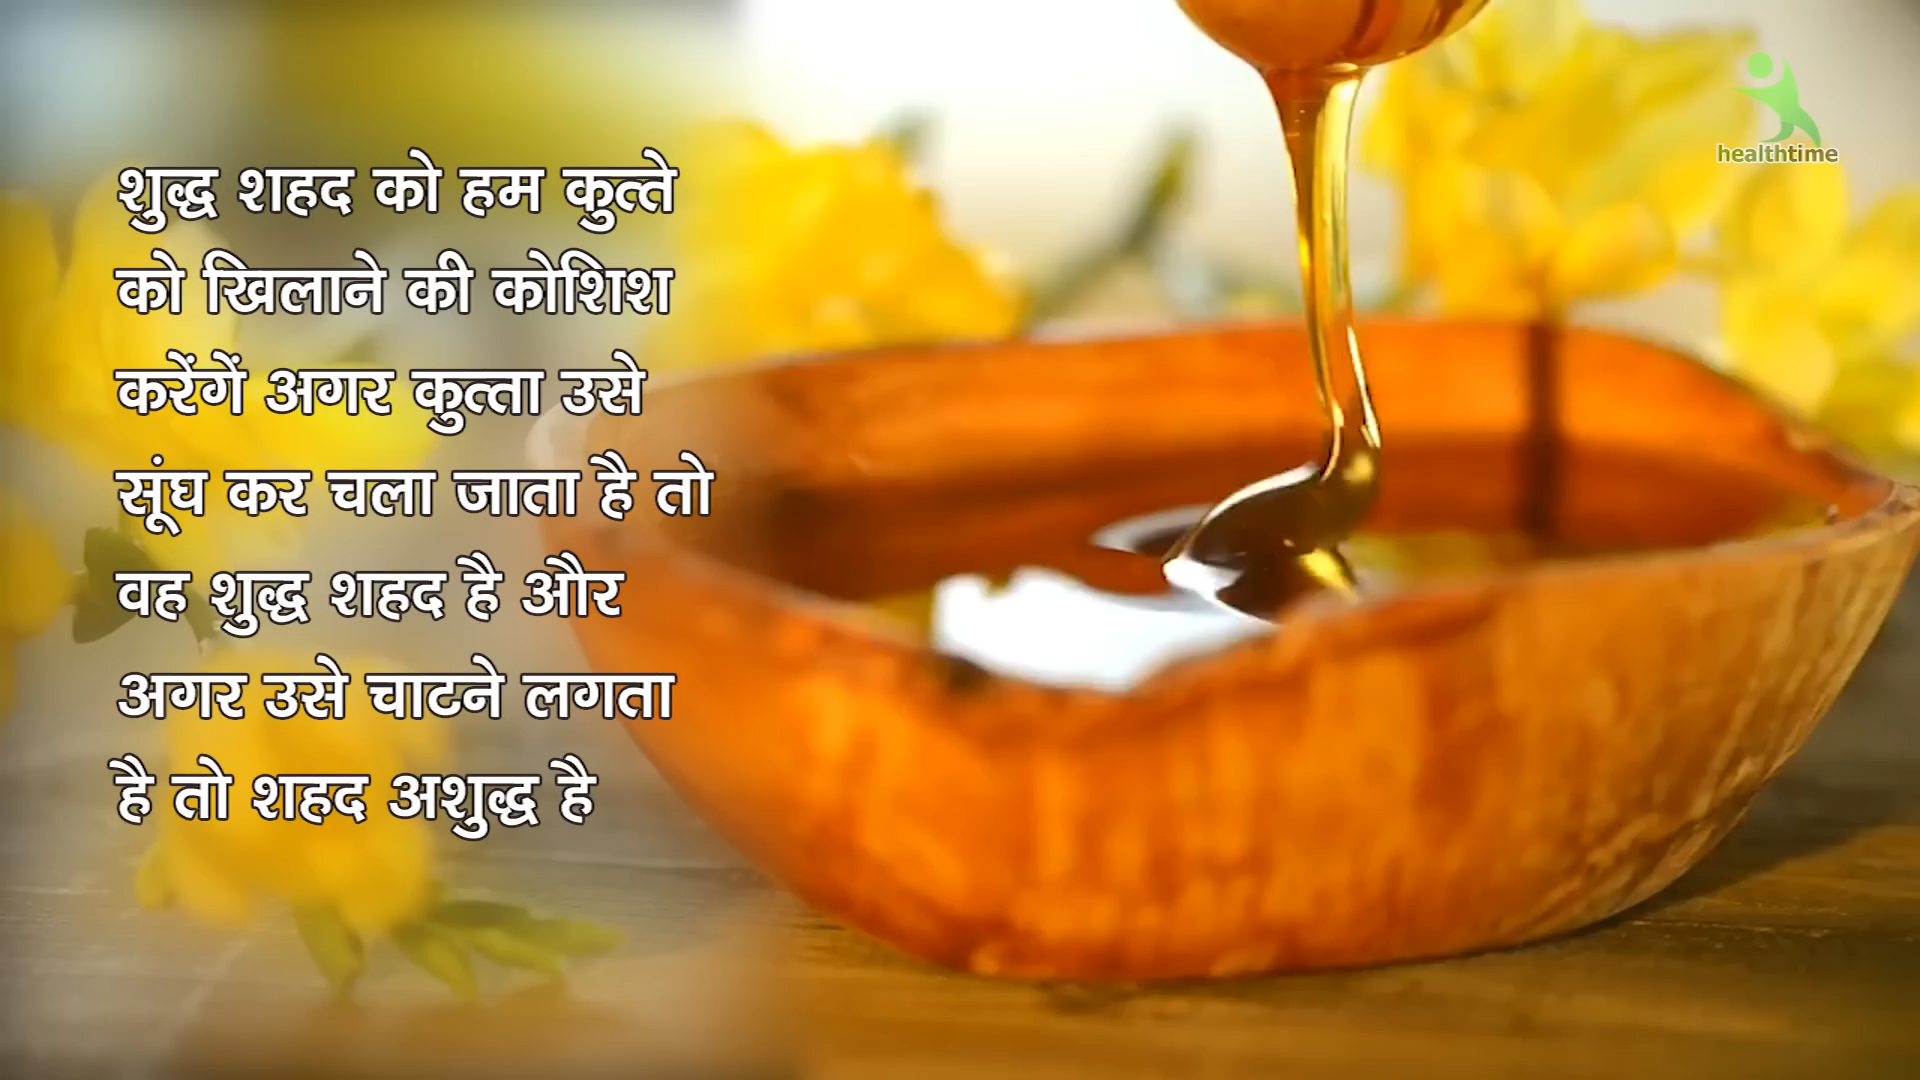 शुद्ध शहद को हम कुत्ते
को खिलाने की कोशिश
करेंगें अगर कुत्ता उसे
सूंघ कर चला जाता है तो
वह शुद्ध शहद है और
अगर उसे चाटने लगता
है तो शहद अशुद्ध है
healthtime